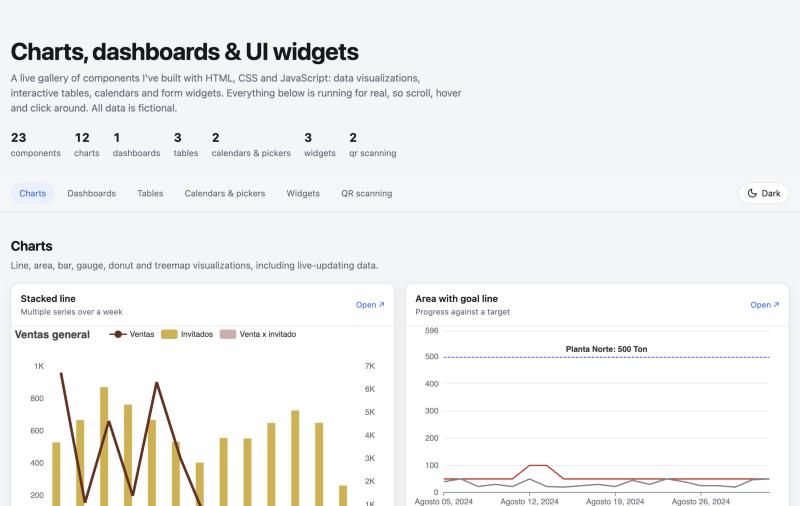 Charts, dashboards & UI widgets
A live gallery of components I've built with HTML, CSS and JavaScript: data visualizations,
interactive tables, calendars and form widgets. Everything below is running for real, so scroll, hover
and click around. All data is fictional.
23 12 1 3 2 3 2
components charts dashboards tables calendars & pickers widgets qr scanning
Charts Dashboards Tables Calendars & pickers Widgets QR scanning Dark
Charts
Line, area, bar, gauge, donut and treemap visualizations, including live-updating data.
Stacked line
Multiple series over a week
Open ↗
Ventas general
Ventas Invitados Venta x invitado
1K 7K
6K
800
5K
600 4K
3K
400
2K
200
1K
Area with goal line
Progress against a target
Open ↗
596
Planta Norte: 500 Ton
500
400
300
200
100
0
Agosto 05, 2024 Agosto 12, 2024 Agosto 19, 2024 Agosto 26, 2024